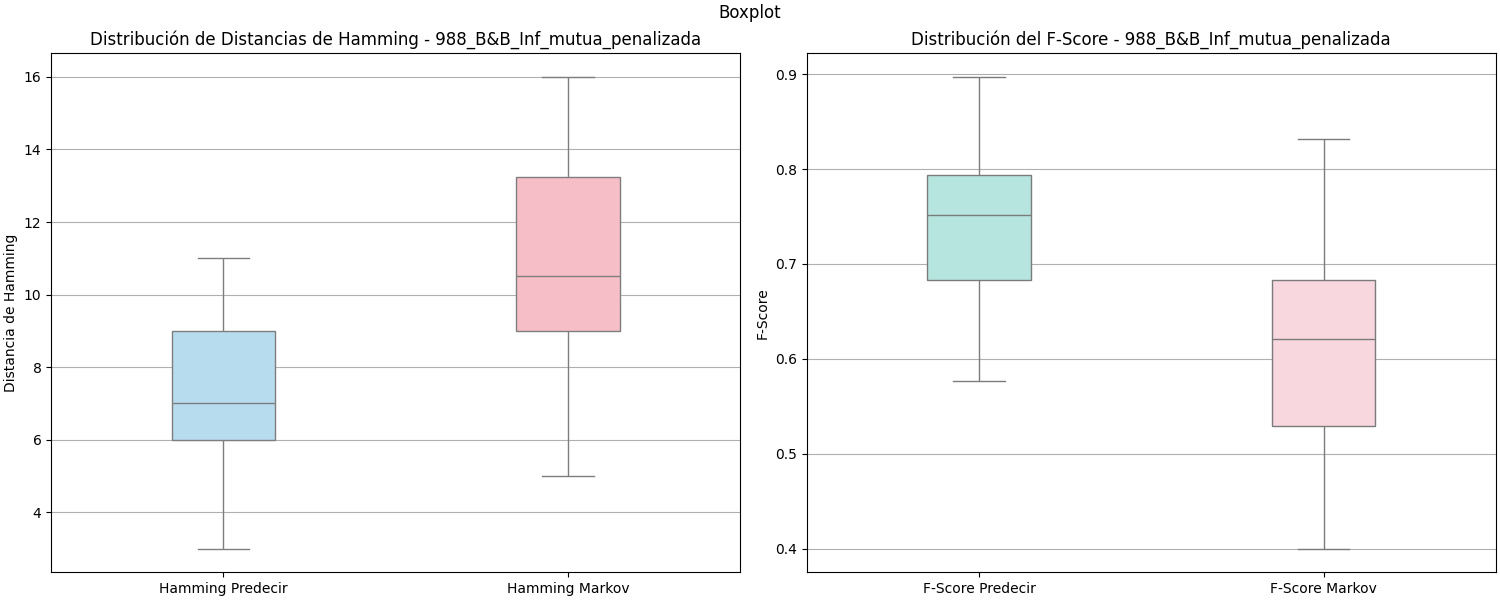 Boxplot
Distribución de Distancias de Hamming - 988_B&B_Inf_mutua_penalizada
Distancia de Hamming
16
14
12
10
8
6
4
Hamming Predecir
Hamming Markov
Distribución del F-Score - 988_B&B_Inf_mutua_penalizada
F-Score
0.9
0.8
0.7
0.6
0.5
0.4
F-Score Predecir
F-Score Markov